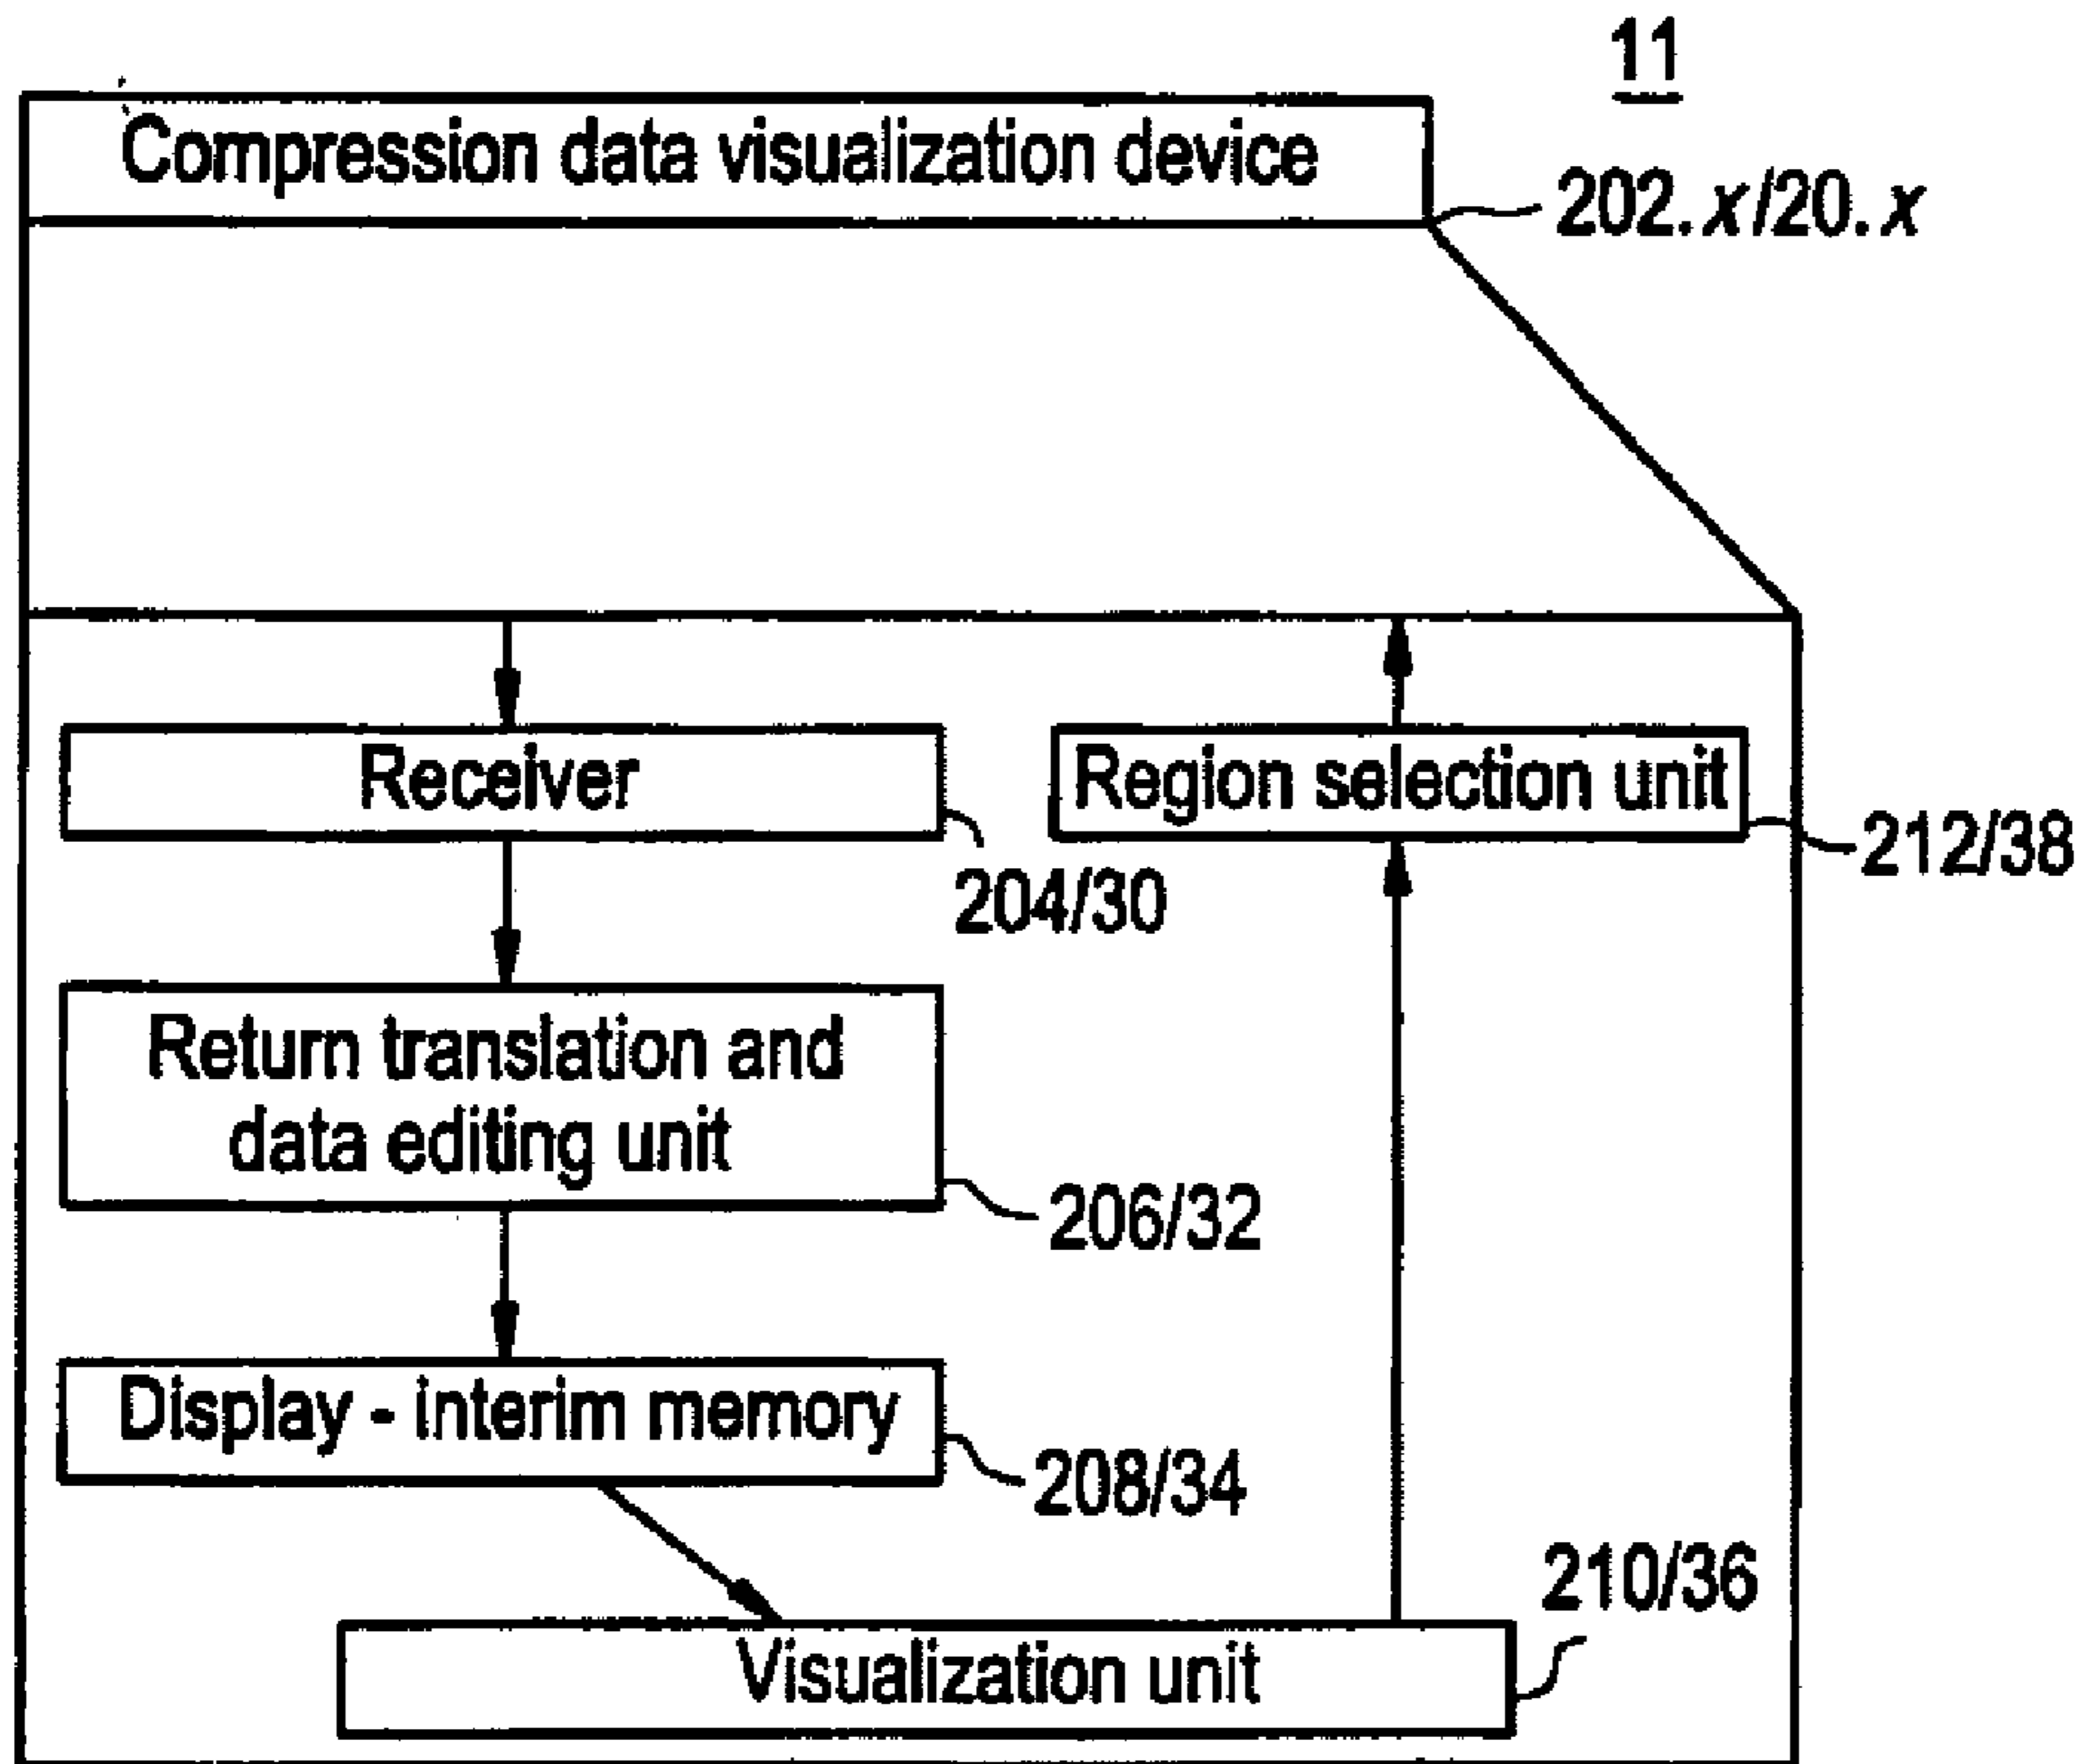 11
Compression data visualization device
202.x/20.x
Receiver
204/30
Region selection unit
212/38
Return translation and
data editing unit
206/32
Display - interim memory
208/34
210/36
Visualization unit